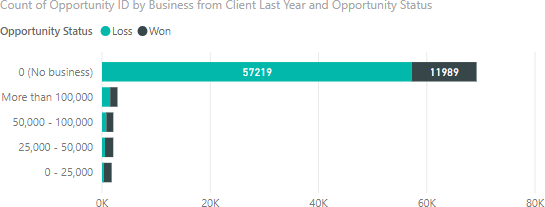 Count of Opportunity ID by Business from Client Last Year and Opportunity Status
Opportunity Status Loss Won
0 (No business) 57219 11989
More than 100,000
50,000 - 100,000
25,000 - 50,000
0 - 25,000
0K 20K 40K 60K 80K